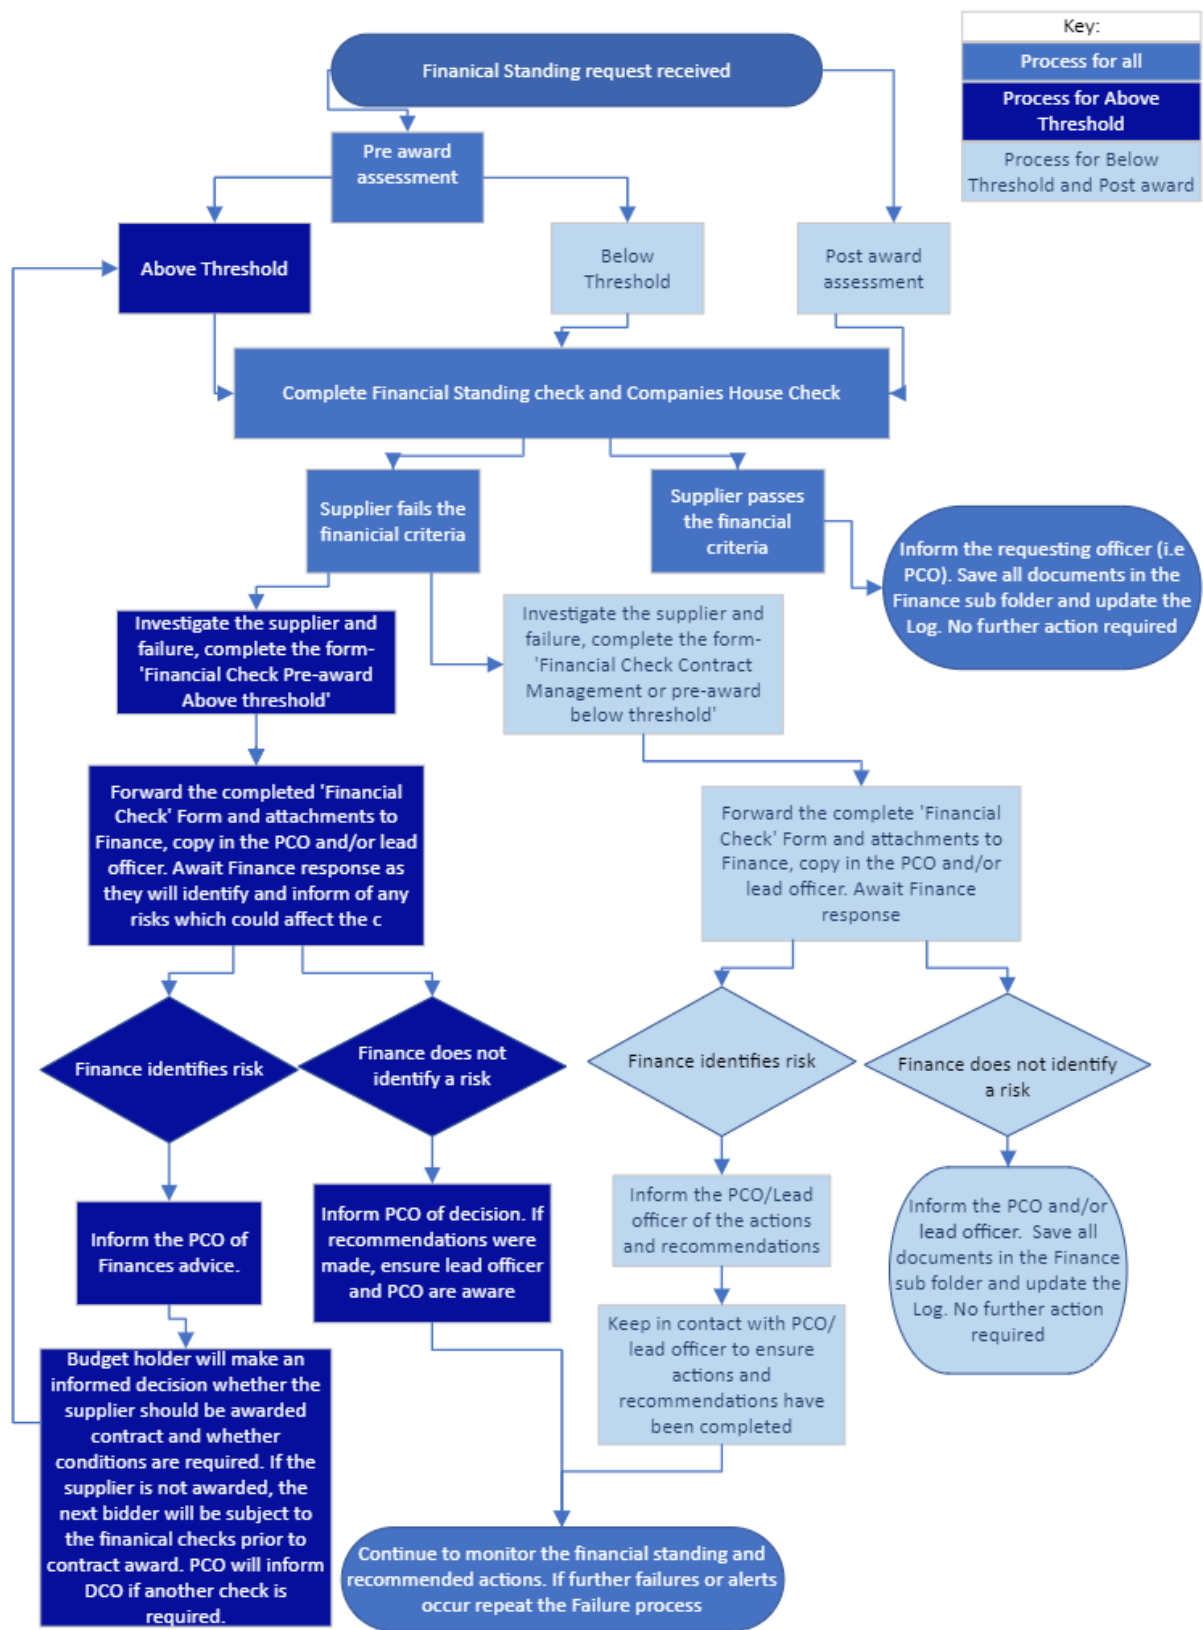 Key:
Process for all
Process for Above
Threshold
Process for Below
Threshold and Post award
Finanical Standing request received
Pre award
assessment
Above Threshold
Below
Threshold
Post award
assessment
Complete Financial Standing check and Companies House Check
Supplier fails the
finanicial criteria
Supplier passes
the financial
criteria
Inform the requesting officer (i.e
PCO). Save all documents in the
Finance sub folder and update the
Log. No further action required
Investigate the supplier and
failure, complete the form-
'Financial Check Pre-award
Above threshold'
Investigate the supplier and
failure, complete the form-
'Financial Check Contract
Management or pre-award
below threshold'
Forward the completed 'Financial
Check' Form and attachments to
Finance, copy in the PCO and/or lead
officer. Await Finance response as
they will identify and inform of any
risks which could affect the c
Forward the complete 'Financial
Check' Form and attachments to
Finance, copy in the PCO and/or
lead officer. Await Finance
response
Finance identifies risk
Finance does not
identify a risk
Finance identifies risk
Finance does not identify
a risk
Inform the PCO of
Finances advice.
Inform PCO of decision. If
recommendations were
made, ensure lead officer
and PCO are aware
Inform the PCO/Lead
officer of the actions
and recommendations
Inform the PCO and/or
lead officer.  Save all
documents in the Finance
sub folder and update the
Log. No further action
required
Keep in contact with PCO/
lead officer to ensure
actions and
recommendations have
been completed
Budget holder will make an
informed decision whether the
supplier should be awarded
contract and whether
conditions are required. If the
supplier is not awarded, the
next bidder will be subject to
the finanical checks prior to
contract award. PCO will inform
DCO if another check is
required.
Continue to monitor the financial standing and
recommended actions. If further failures or alerts
occur repeat the Failure process